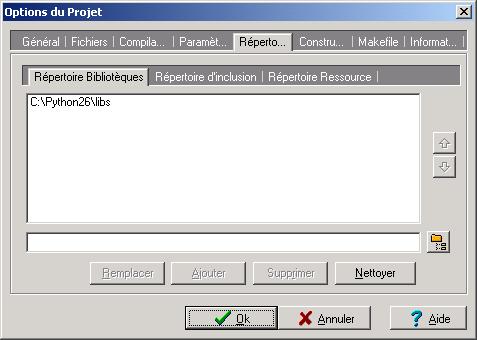 Options du Projet
Général Fichiers Compila... Paramèt... Réperto... Constru... Makefile Informat...
Répertoire Bibliotèques Répertoire d'inclusion Répertoire Ressource
C:\Python26\libs
Remplacer Ajouter Supprimer Nettoyer
Ok Annuler Aide